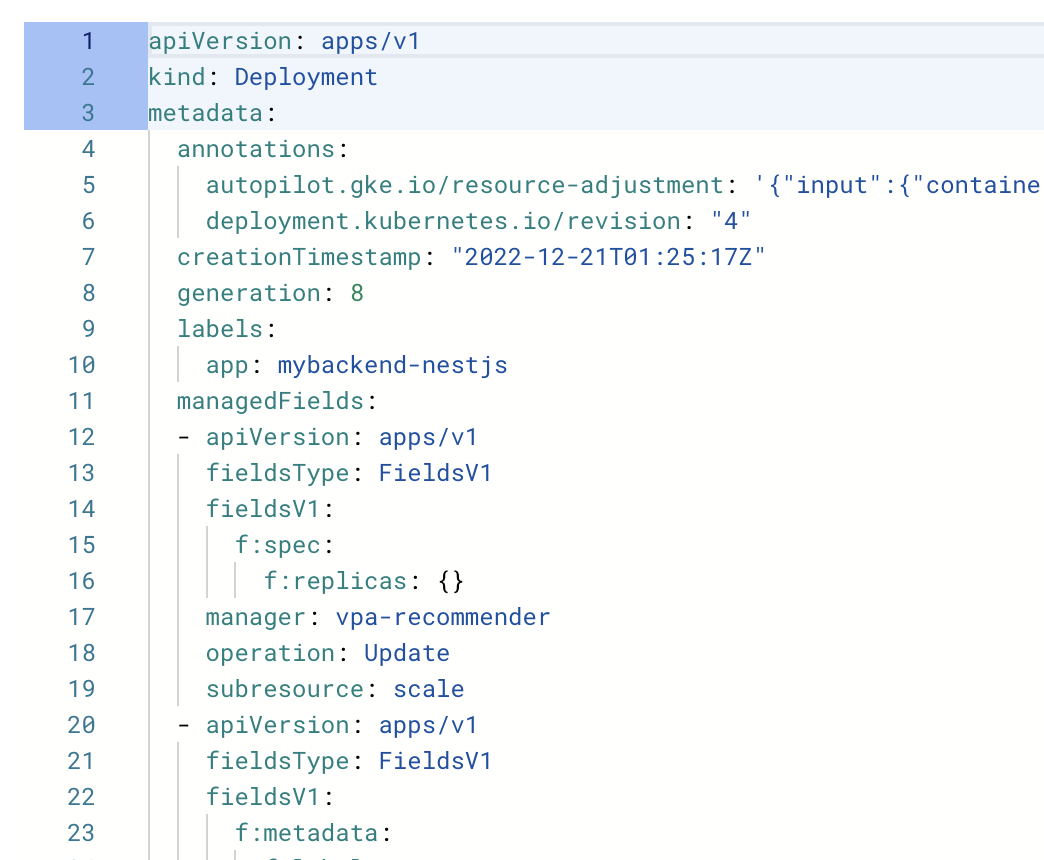 1 apiVersion: apps/v1
2 kind: Deployment
3 metadata:
4 annotations:
5 autopilot.gke.io/resource-adjustment: '{"input":{"containe
6 deployment.kubernetes.io/revision: "4"
7 creationTimestamp: "2022-12-21T01:25:17Z"
8 generation: 8
9 labels:
10 app: mybackend-nestjs
11 managedFields:
12 - apiVersion: apps/v1
13 fieldsType: FieldsV1
14 fieldsV1:
15 f:spec:
16 f:replicas: {}
17 manager: vpa-recommender
18 operation: Update
19 subresource: scale
20 - apiVersion: apps/v1
21 fieldsType: FieldsV1
22 fieldsV1:
23 f:metadata: